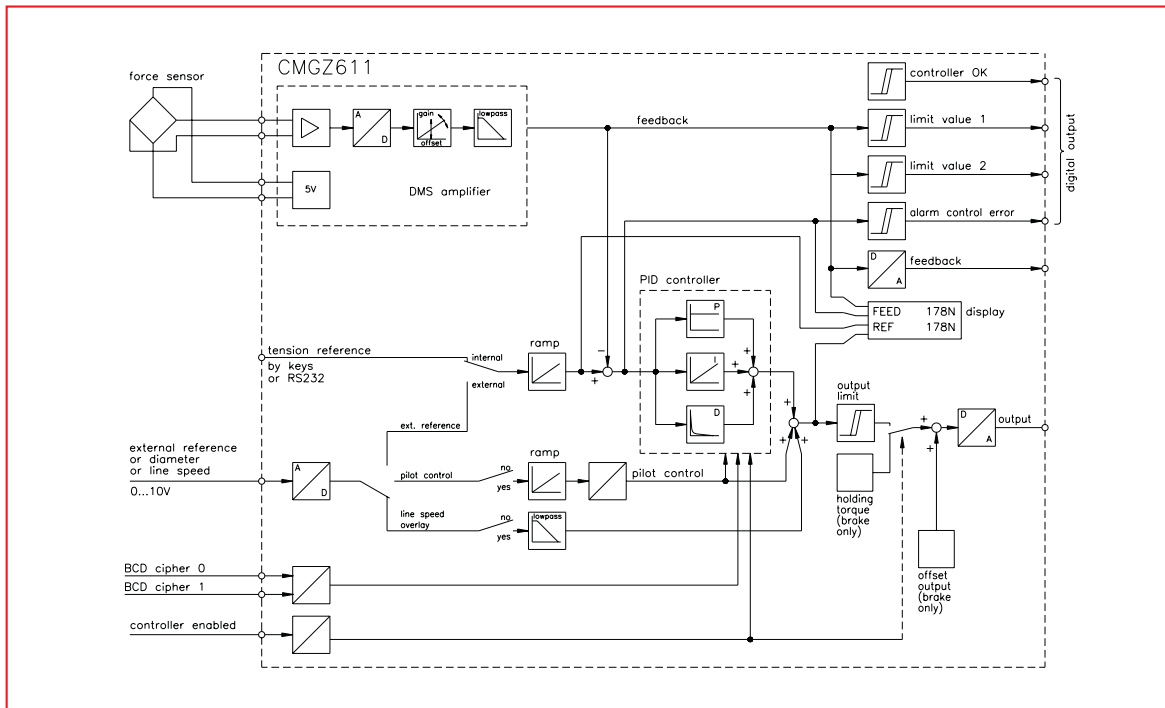 CMGZ611
force sensor
A
D
gain
offset
lowpass
5V
DMS amplifier
feedback
controller OK
limit value 1
limit value 2
alarm control error
digital output
D
A
feedback
FEED 178N
REF 178N
display
PID controller
P
I
D
tension reference
by keys
or RS232
internal
external
ramp
−
+
+
+
+
+
+
+
output
limit
+
+
D
A
output
external reference
or diameter
or line speed
0...10V
A
D
ext. reference
pilot control
no
yes
ramp
pilot control
line speed
overlay
no
yes
lowpass
holding
torque
(brake
only)
offset
output
(brake
only)
BCD cipher 0
BCD cipher 1
controller enabled